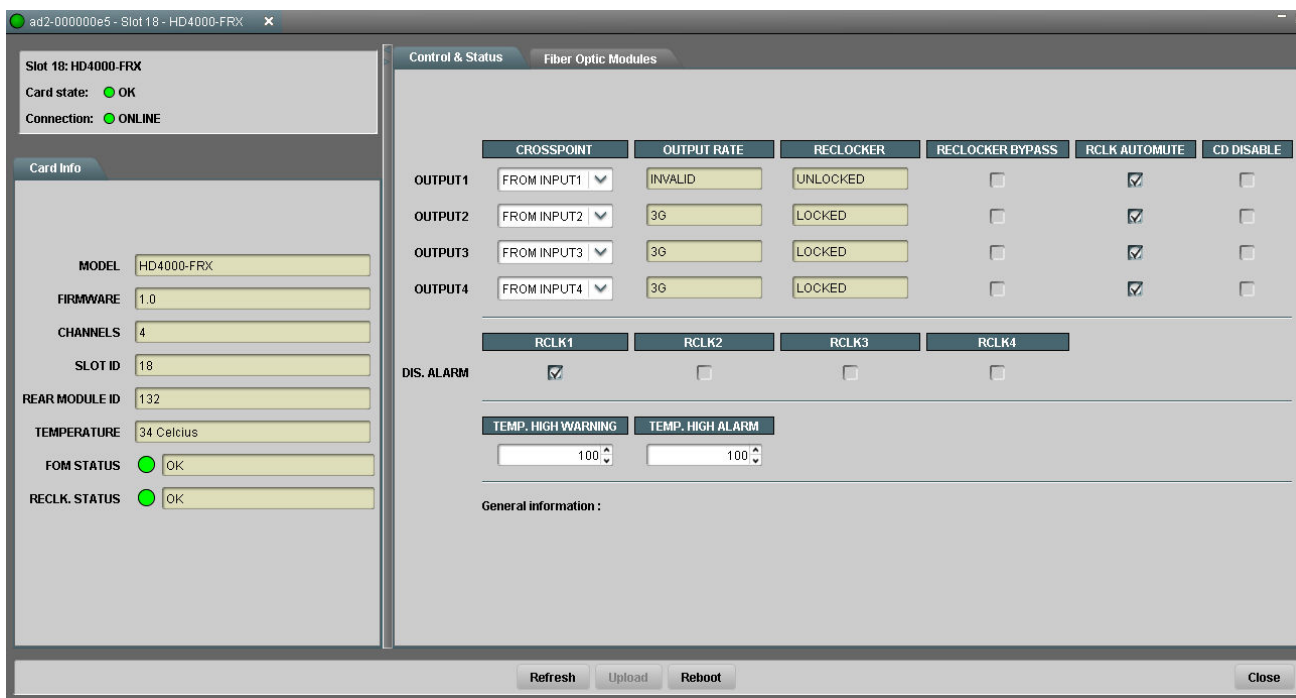 ad2-000000e5 - Slot 18 - HD4000-FRX
Slot 18: HD4000-FRX
Card state: OK
Connection: ONLINE
Card Info
MODEL HD4000-FRX
FIRMWARE 1.0
CHANNELS 4
SLOT ID 18
REAR MODULE ID 132
TEMPERATURE 34 Celcius
FOM STATUS OK
RECLK. STATUS OK
Control & Status Fiber Optic Modules
CROSSPOINT OUTPUT RATE RECLOCKER RECLOCKER BYPASS RCLK AUTOMUTE CD DISABLE
OUTPUT1 FROM INPUT1 INVALID UNLOCKED
OUTPUT2 FROM INPUT2 3G LOCKED
OUTPUT3 FROM INPUT3 3G LOCKED
OUTPUT4 FROM INPUT4 3G LOCKED
RCLK1 RCLK2 RCLK3 RCLK4
DIS. ALARM
TEMP. HIGH WARNING TEMP. HIGH ALARM
100 100
General information :
Refresh Upload Reboot Close